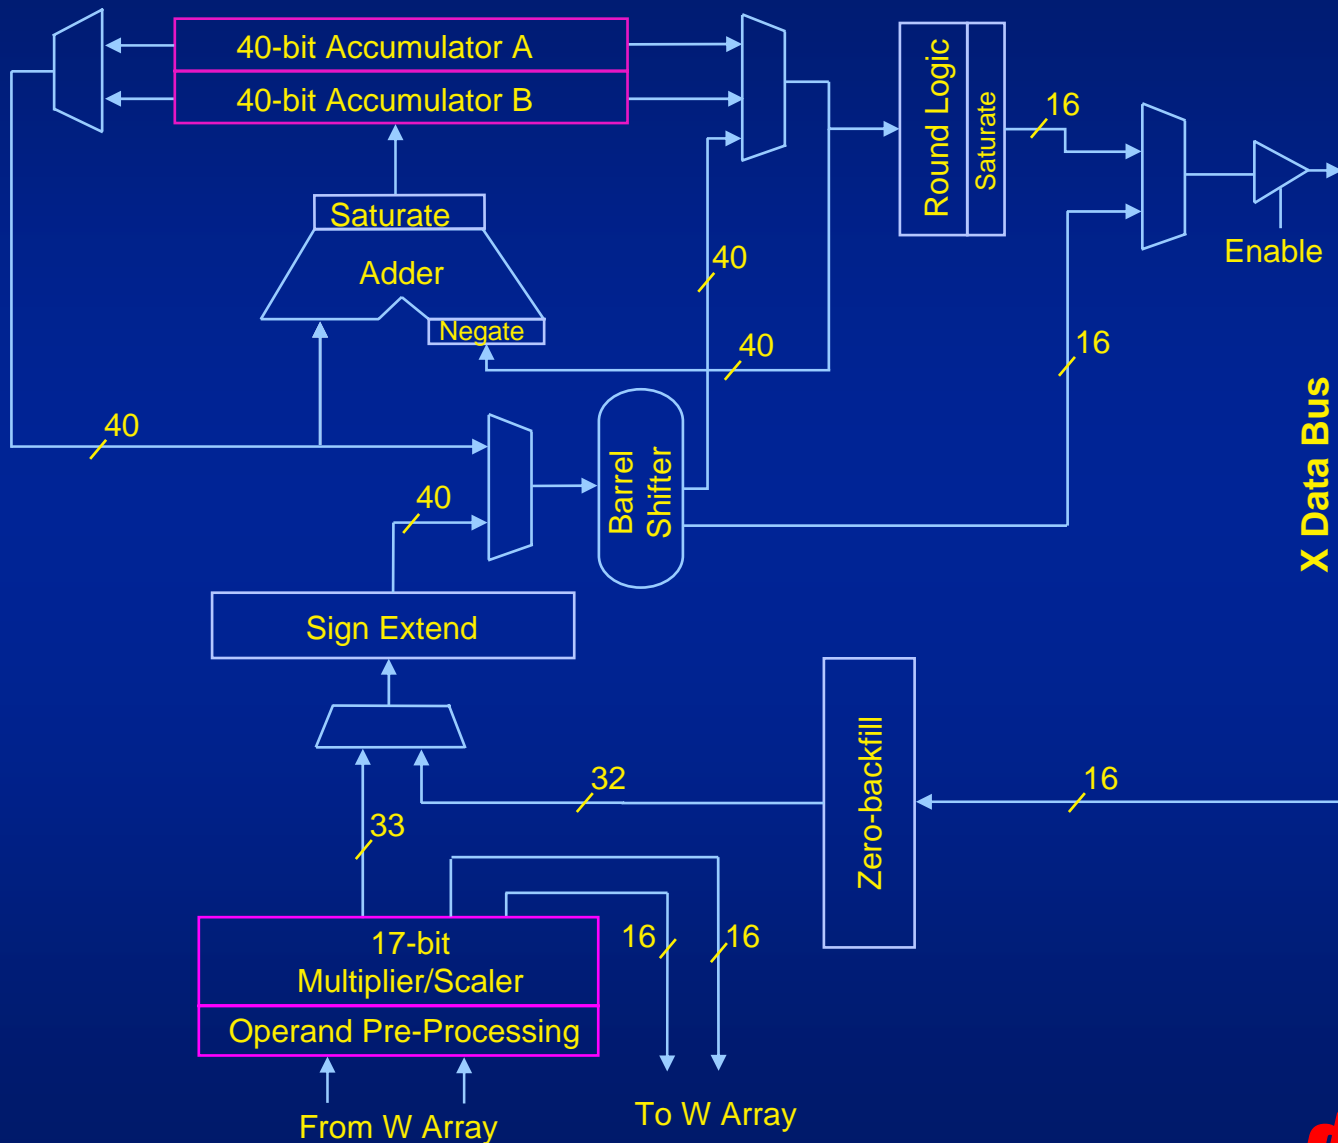 40-bit Accumulator A
40-bit Accumulator B
Round Logic
Saturate
16
Saturate
Adder
Negate
40
40
16
Enable
40
40
Barrel
Shifter
X Data Bus
Sign Extend
Zero-backfill
32
16
33
17-bit
Multiplier/Scaler
Operand Pre-Processing
16
16
From W Array
To W Array